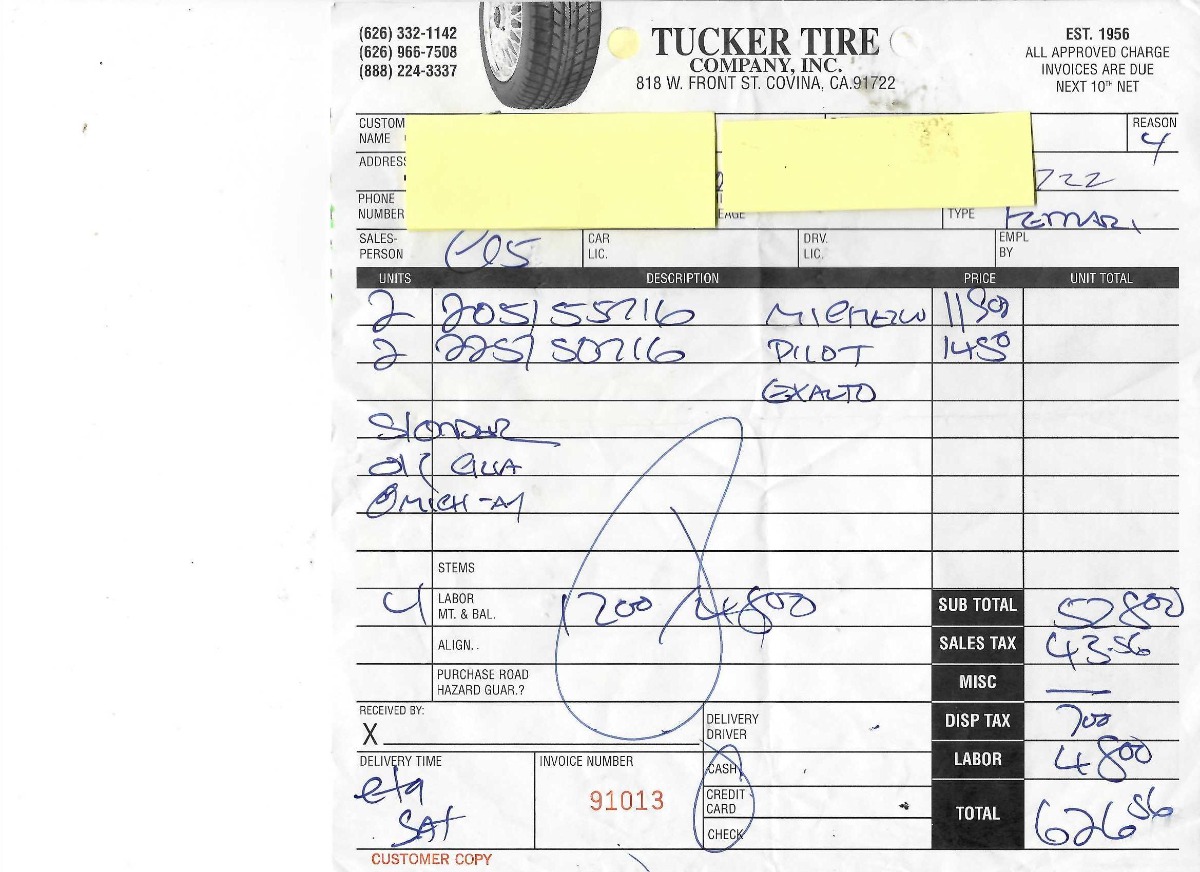 (626) 332-1142
(626) 966-7508
(888) 224-3337
TUCKER TIRE
COMPANY, INC.
818 W. FRONT ST. COVINA, CA.91722
EST. 1956
ALL APPROVED CHARGE
INVOICES ARE DUE
NEXT 10th NET
CUSTOM
NAME
REASON
4
ADDRESS
722
PHONE
NUMBER
TYPE Ferrari
SALES-
PERSON
CAR
LIC.
DRV.
LIC.
EMPL
BY
UNITS DESCRIPTION PRICE UNIT TOTAL
2 205/55Z16 MICHELIN 11900
2 225/50Z16 PILOT 14500
EXALTO
STEMS
4 LABOR
MT. & BAL. 1200 / 4800
SUB TOTAL 52800
ALIGN..
SALES TAX 43.56
PURCHASE ROAD
HAZARD GUAR.?
MISC —
RECEIVED BY:
X
DELIVERY
DRIVER
DISP TAX 700
DELIVERY TIME
eta
SAT
INVOICE NUMBER
91013
CASH
CREDIT
CARD
CHECK
LABOR 4800
TOTAL 62656
CUSTOMER COPY